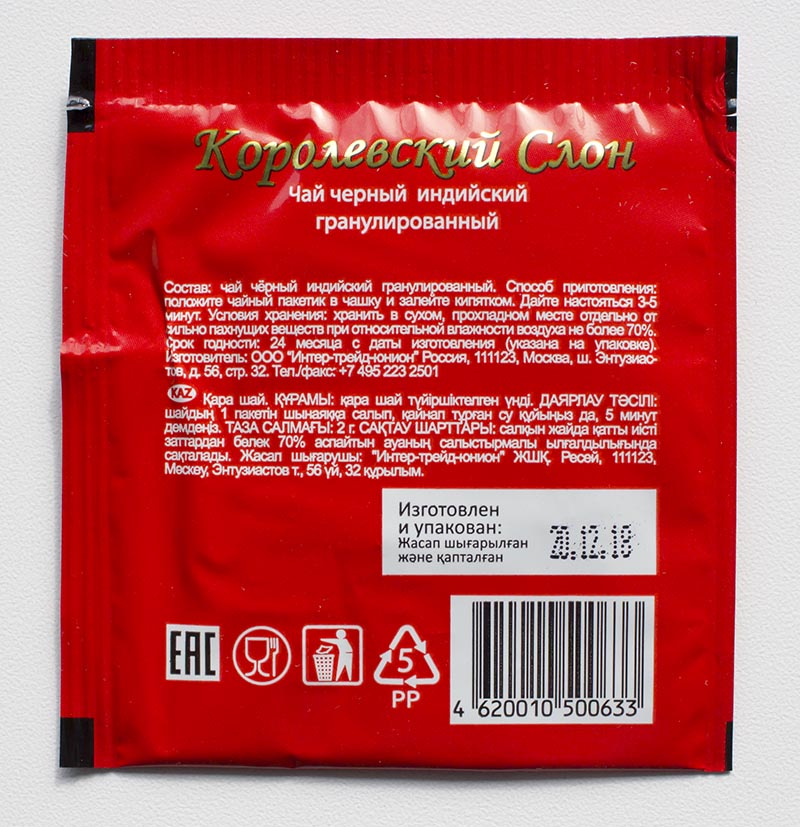 Королевский Слон
Чай черный индийский
гранулированный
Состав: чай чёрный индийский гранулированный. Способ приготовления:
положите чайный пакетик в чашку и залейте кипятком. Дайте настояться 3-5
минут. Условия хранения: хранить в сухом, прохладном месте отдельно от
сильно пахнущих веществ при относительной влажности воздуха не более 70%.
Срок годности: 24 месяца с даты изготовления (указана на упаковке).
Изготовитель: ООО "Интер-трейд-юнион" Россия, 111123, Москва, ш. Энтузиас-
тов, д. 56, стр. 32. Тел./факс: +7 495 223 2501
KAZ Қара шай. ҚҰРАМЫ: қара шай түйіршіктелген үнді. ДАЯРЛАУ ТӘСІЛІ:
шайдың 1 пакетін шынаяққа салып, қайнап турған су құйыңыз да, 5 минут
демдеңіз. ТАЗА САЛМАҒЫ: 2 г. САҚТАУ ШАРТТАРЫ: салқын жайда қатты иісті
заттардан бөлек 70% аспайтын ауаның салыстырмалы ылғалдылығында
сақталады. Жасап шығарушы: "Интер-трейд-юнион" ЖШҚ. Ресей, 111123,
Мәскеу, Энтузиастов т., 56 үй, 32 құрылым.
Изготовлен
и упакован:
Жасап шығарылған
және қапталған
20.12.18
EAC
5
PP
4 620010 500633